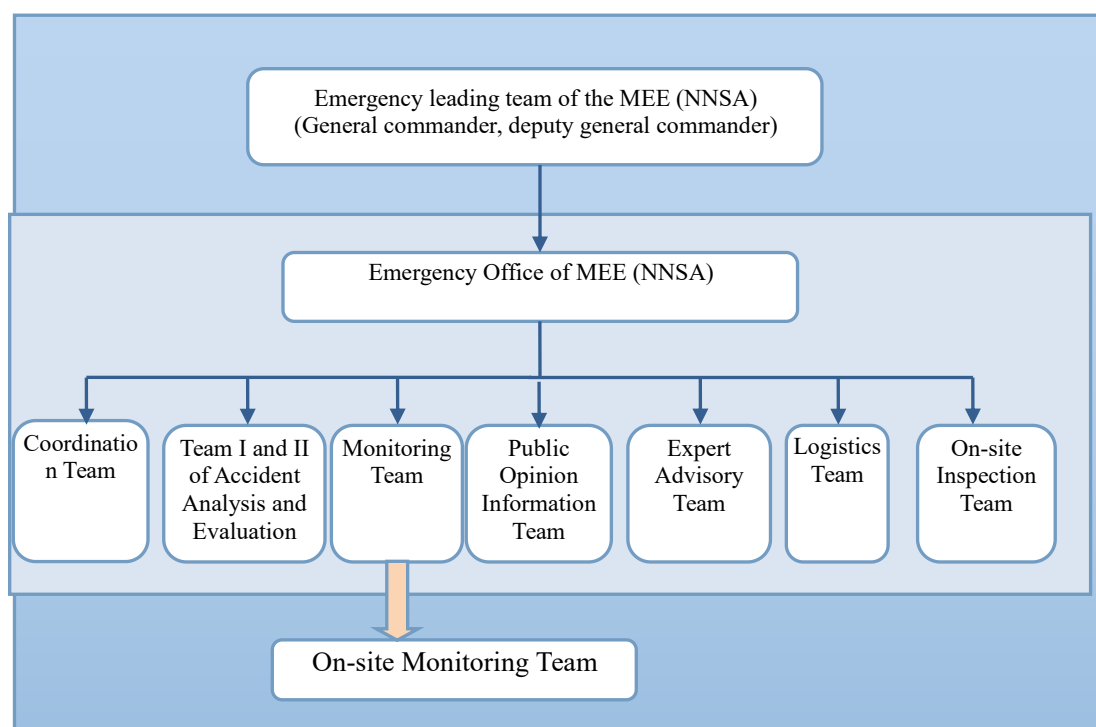 Emergency leading team of the MEE (NNSA)
(General commander, deputy general commander)
Emergency Office of MEE (NNSA)
Coordinatio
n Team
Team I and II
of Accident
Analysis and
Evaluation
Monitoring
Team
Public
Opinion
Information
Team
Expert
Advisory
Team
Logistics
Team
On-site
Inspection
Team
On-site Monitoring Team